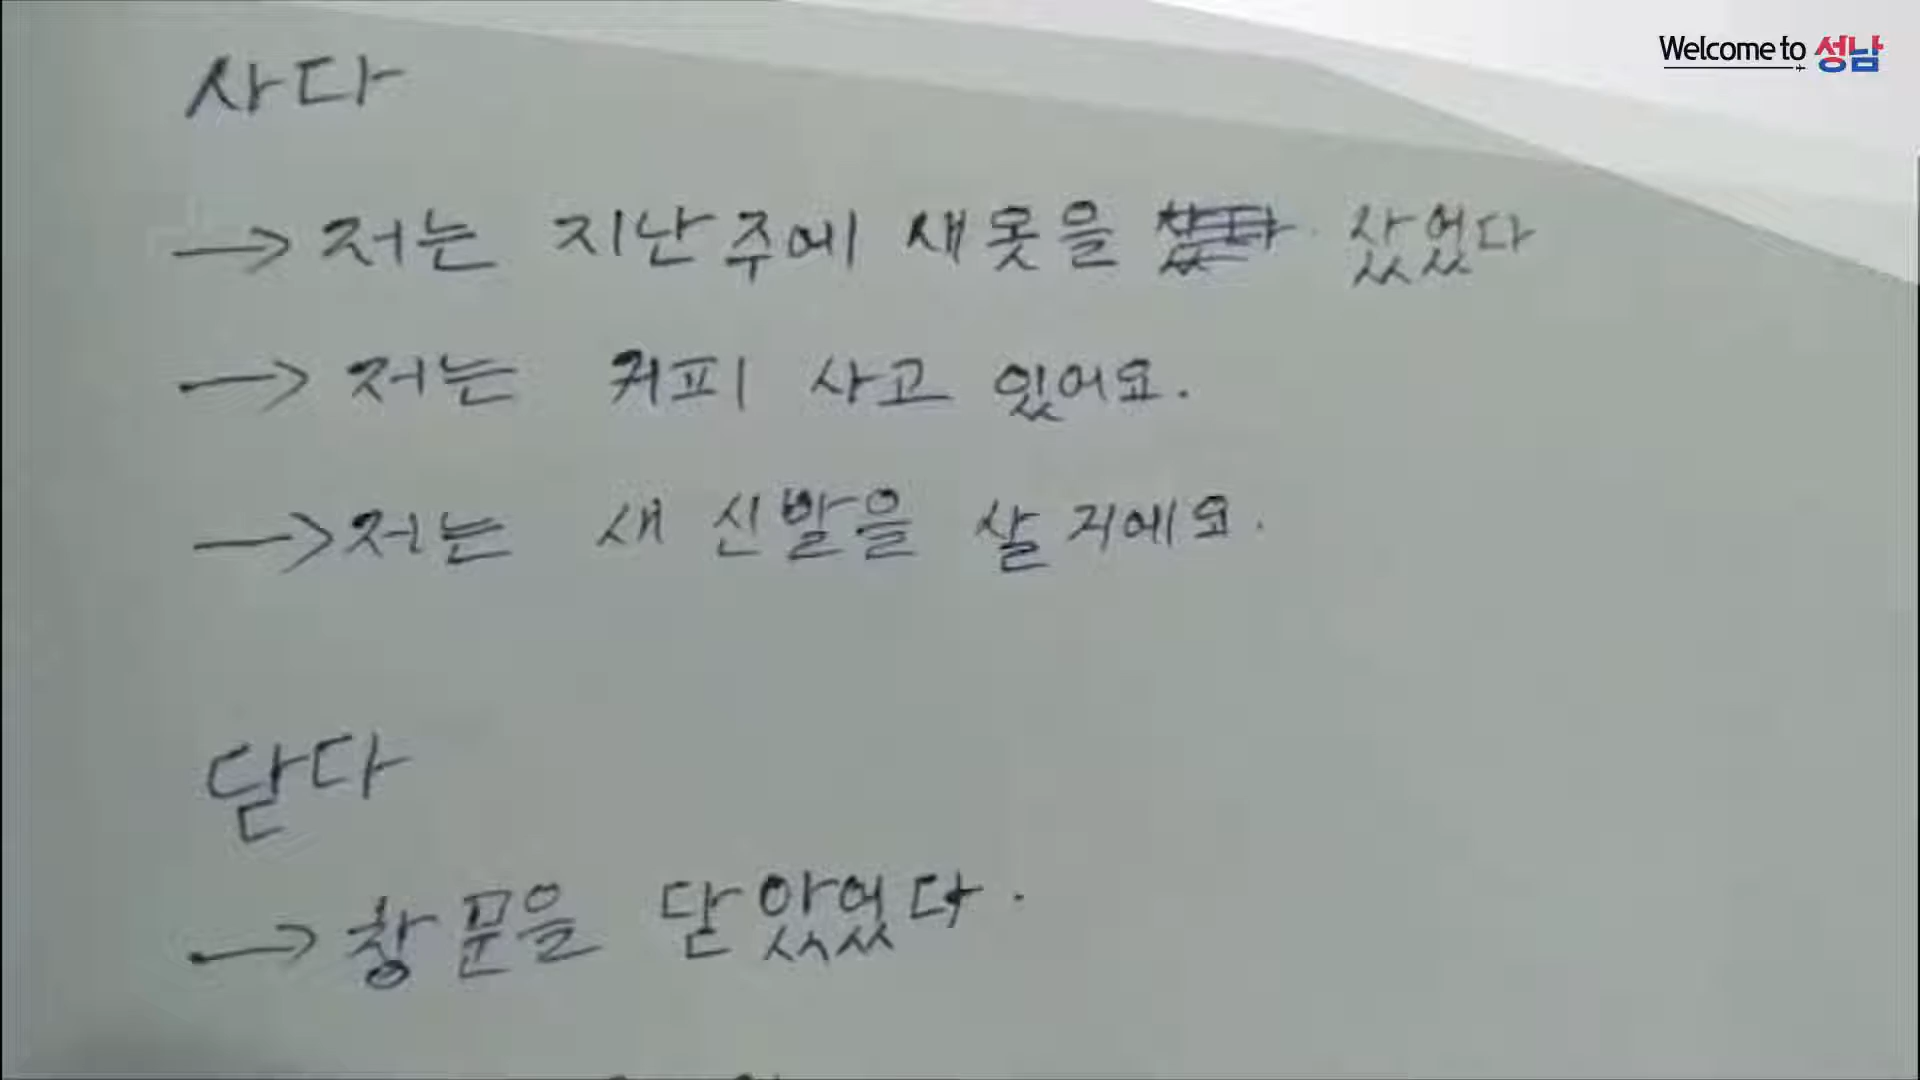 Welcome to 성남
사다
→ 저는 지난주에 새옷을 샀었다
→ 저는 커피 사고 있어요.
→ 저는 새 신발을 살 거에요.
닫다
→ 창문을 닫았었다.